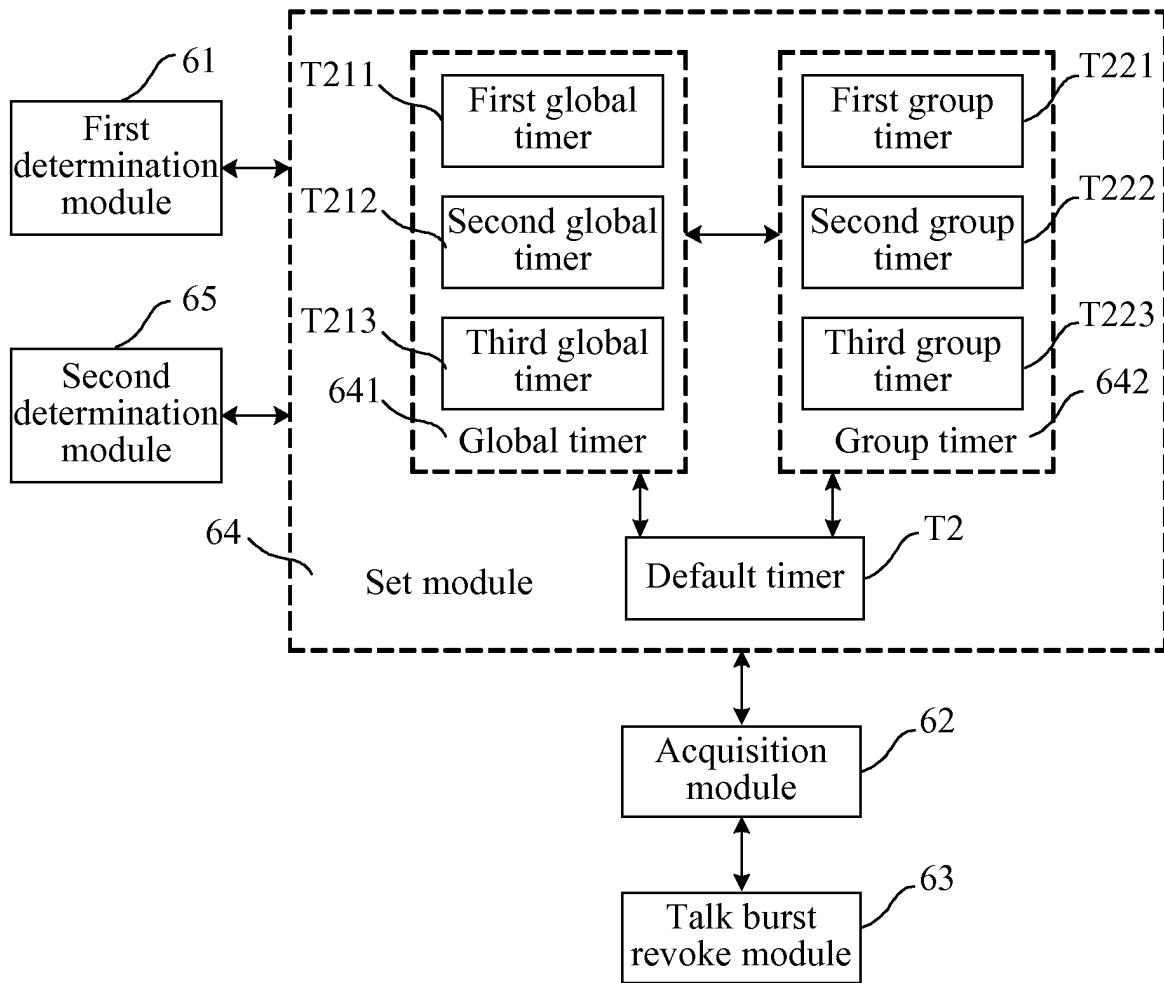 61
First
determination
module
65
Second
determination
module
64
Set module
T211
First global
timer
T212
Second global
timer
T213
Third global
timer
641
Global timer
T221
First group
timer
T222
Second group
timer
T223
Third group
timer
642
Group timer
T2
Default timer
62
Acquisition
module
63
Talk burst
revoke module